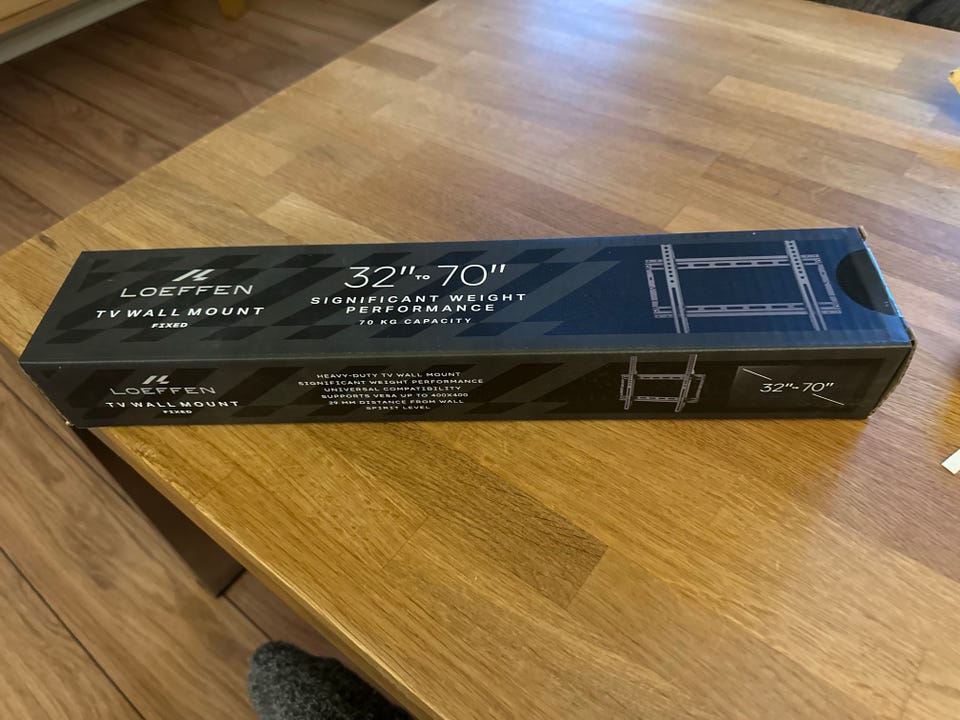 LOEFFEN
TV WALL MOUNT
FIXED
32" TO 70"
SIGNIFICANT WEIGHT
PERFORMANCE
70 KG CAPACITY
LOEFFEN
TV WALL MOUNT
FIXED
HEAVY-DUTY TV WALL MOUNT
SIGNIFICANT WEIGHT PERFORMANCE
UNIVERSAL COMPATIBILITY
SUPPORTS VESA UP TO 400X400
29 MM DISTANCE FROM WALL
SPIRIT LEVEL
32"-70"